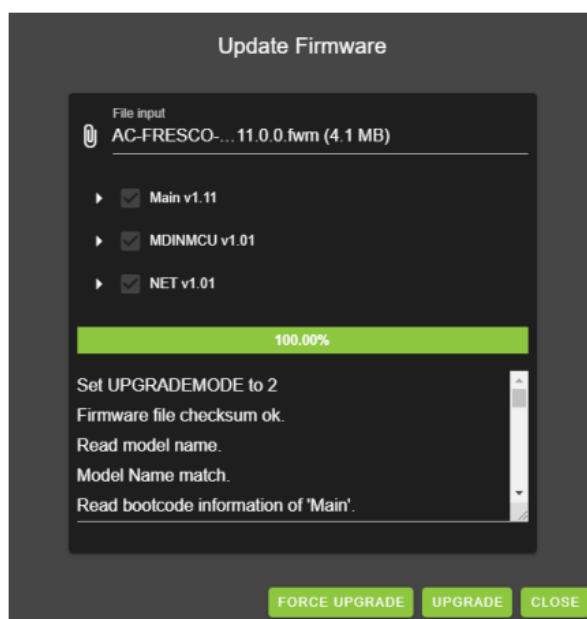 Update Firmware
File input
AC-FRESCO-...11.0.0.fwm (4.1 MB)
Main v1.11
MDINMCU v1.01
NET v1.01
100.00%
Set UPGRADEMODE to 2
Firmware file checksum ok.
Read model name.
Model Name match.
Read bootcode information of 'Main'.
FORCE UPGRADE UPGRADE CLOSE